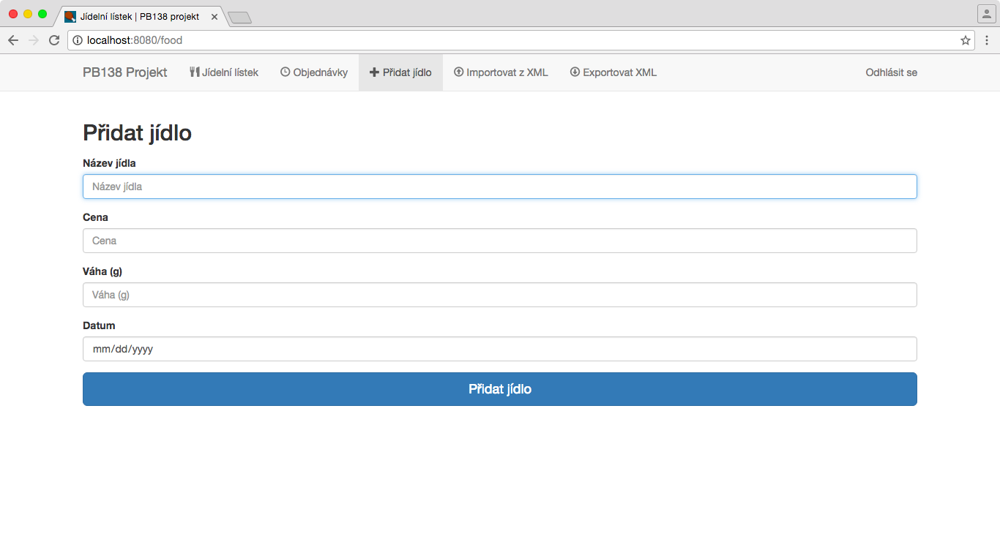 Jídelní lístek | PB138 projekt
localhost:8080/food
PB138 Projekt Jídelní lístek Objednávky Přidat jídlo Importovat z XML Exportovat XML Odhlásit se
Přidat jídlo
Název jídla
Název jídla
Cena
Cena
Váha (g)
Váha (g)
Datum
mm/dd/yyyy
Přidat jídlo